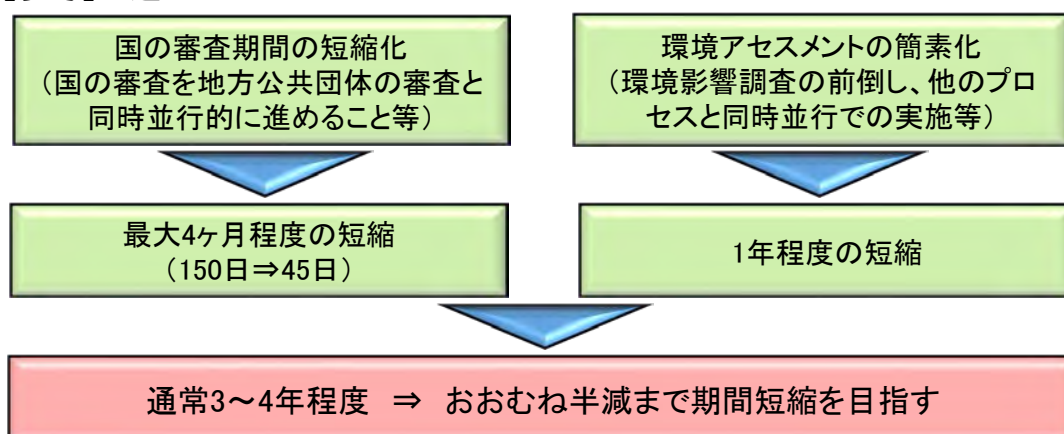 国の審査期間の短縮化
(国の審査を地方公共団体の審査と
同時並行的に進めること等)
環境アセスメントの簡素化
(環境影響調査の前倒し、他のプロ
セスと同時並行での実施等)
最大4ヶ月程度の短縮
(150日⇒45日)
1年程度の短縮
通常3~4年程度 ⇒ おおむね半減まで期間短縮を目指す